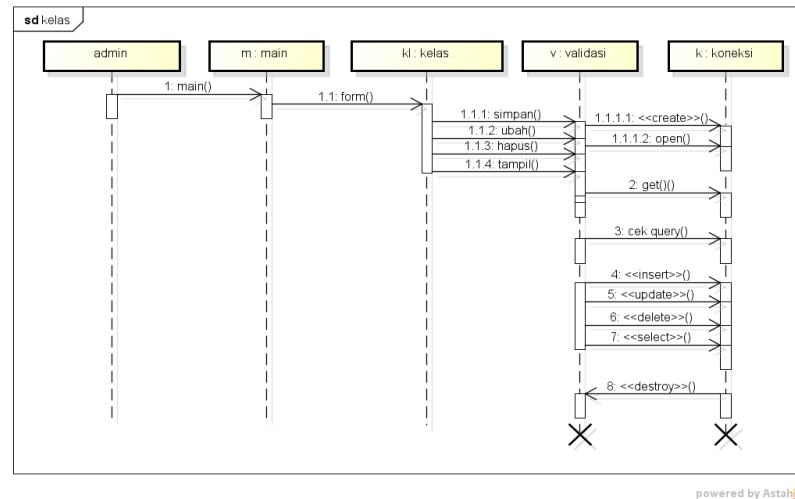 sd kelas
admin
m : main
kl : kelas
v : validasi
k : koneksi
1: main()
1.1: form()
1.1.1: simpan()
1.1.1.1: <<create>>()
1.1.2: ubah()
1.1.1.2: open()
1.1.3: hapus()
1.1.4: tampil()
2: get()()
3: cek query()
4: <<insert>>()
5: <<update>>()
6: <<delete>>()
7: <<select>>()
8: <<destroy>>()
powered by Astah